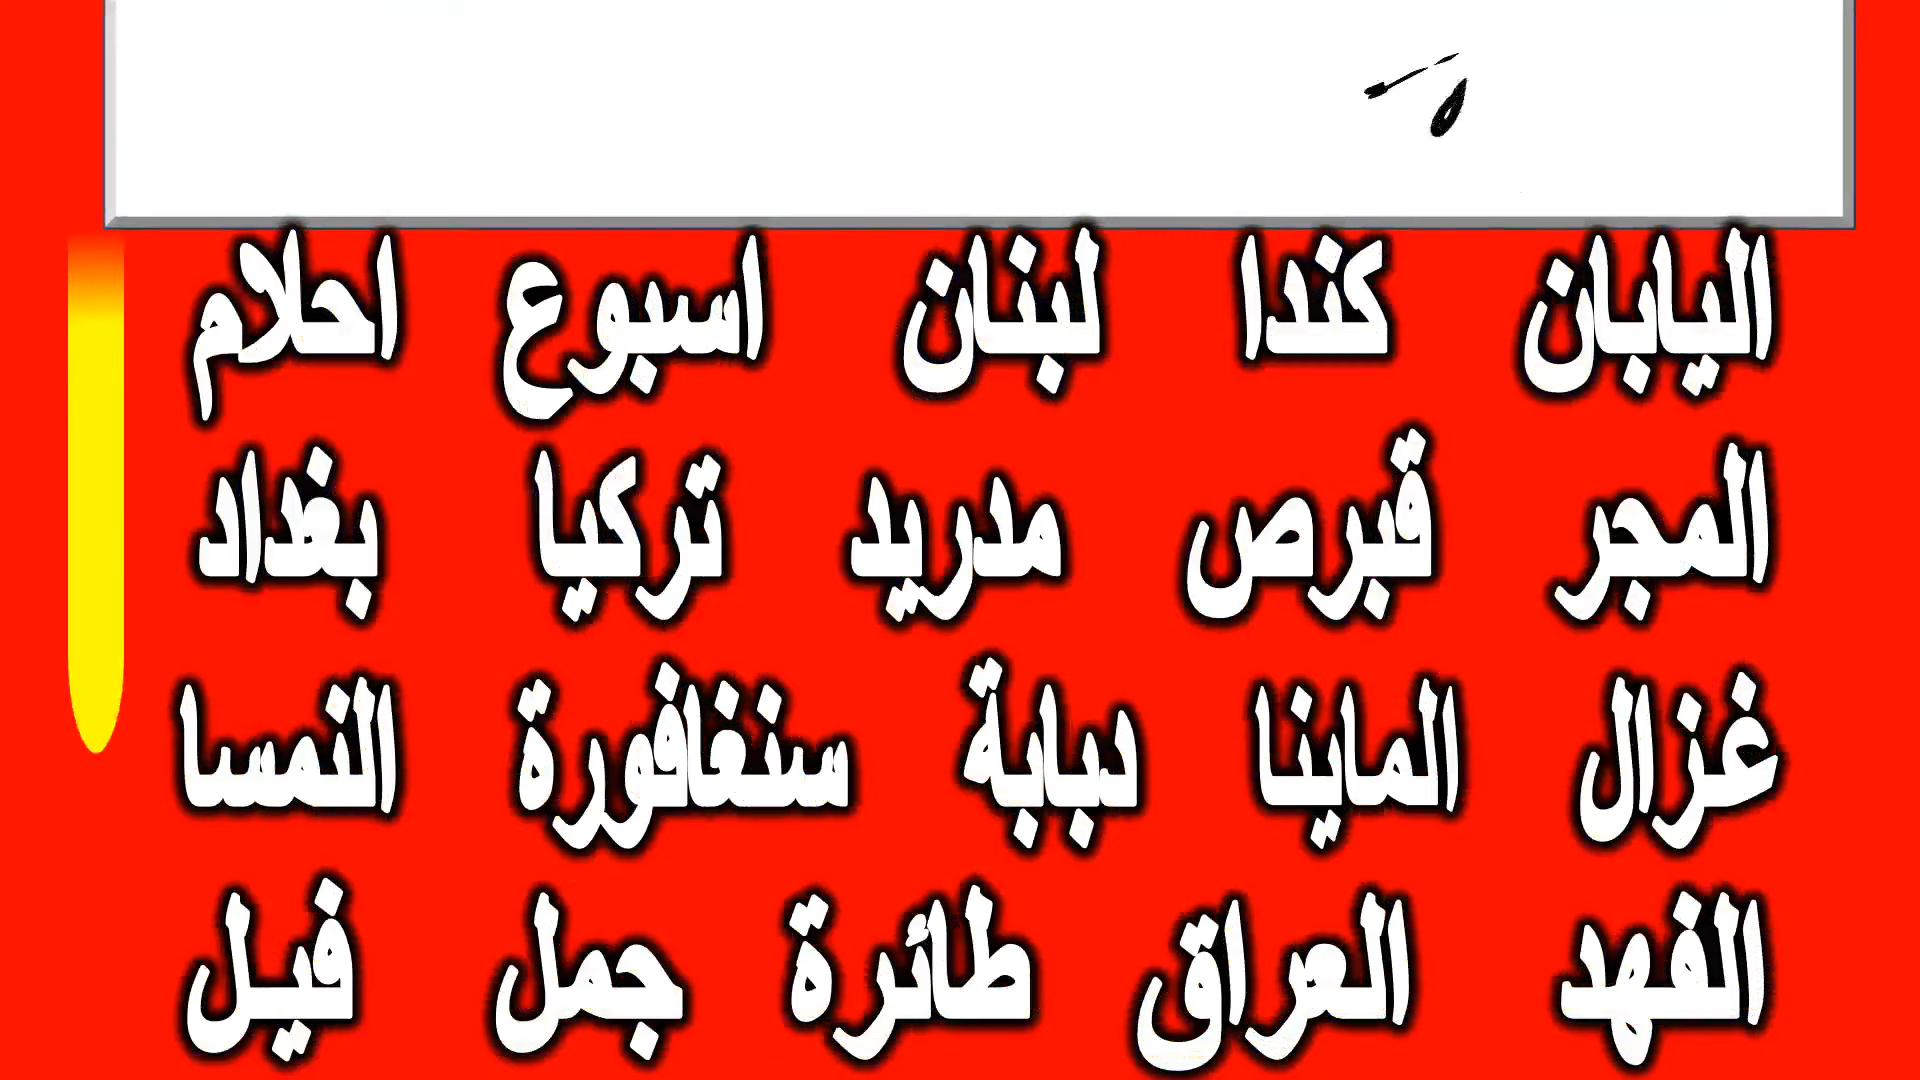 اليابان كندا لبنان اسبوع احلام
المجر قبرص مدريد تركيا بغداد
غزال الماينا دبابة سنغافورة النمسا
الفهد العراق طائرة جمل فيل